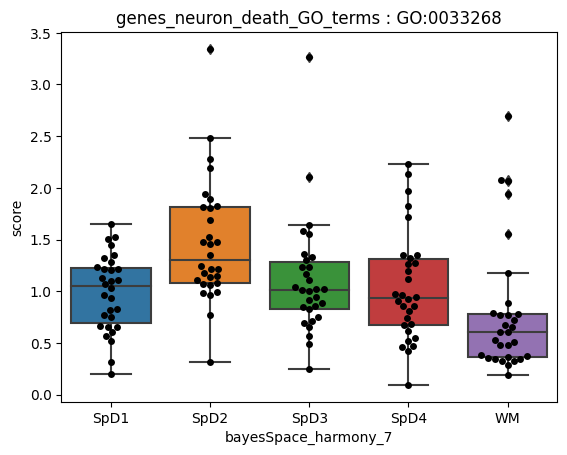 genes_neuron_death_GO_terms : GO:0033268
3.5
3.0
2.5
2.0
1.5
1.0
0.5
0.0
score
SpD1 SpD2 SpD3 SpD4 WM
bayesSpace_harmony_7